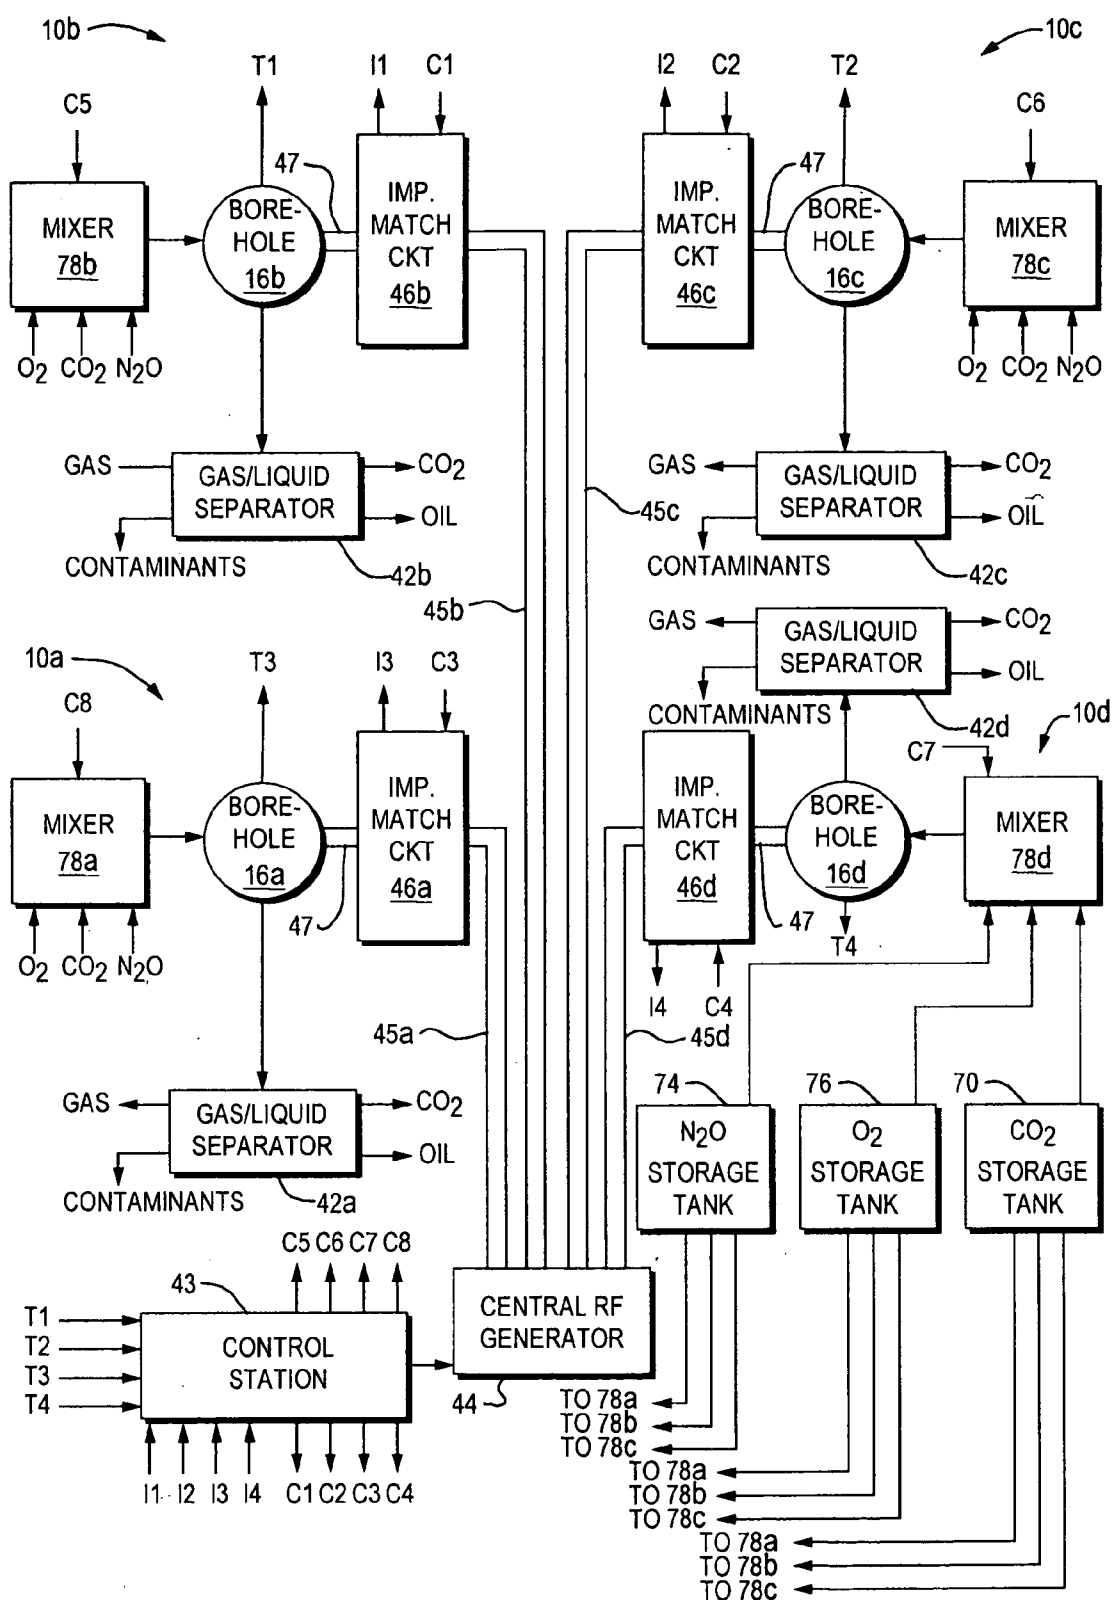 10b
10c
T1
I1
C1
I2
C2
T2
C5
C6
47
47
MIXER
78b
BORE-
HOLE
16b
IMP.
MATCH
CKT
46b
IMP.
MATCH
CKT
46c
BORE-
HOLE
16c
MIXER
78c
O2 CO2 N2O
O2 CO2 N2O
GAS
GAS/LIQUID
SEPARATOR
CO2
OIL
CONTAMINANTS
42b
45c
GAS
GAS/LIQUID
SEPARATOR
CO2
OIL
CONTAMINANTS
42c
45b
GAS
GAS/LIQUID
SEPARATOR
CO2
OIL
CONTAMINANTS
42d
10a
10d
C8
T3
I3
C3
C7
MIXER
78a
BORE-
HOLE
16a
IMP.
MATCH
CKT
46a
IMP.
MATCH
CKT
46d
BORE-
HOLE
16d
MIXER
78d
47
47
O2 CO2 N2O
T4
I4
C4
45a
45d
GAS
GAS/LIQUID
SEPARATOR
CO2
OIL
CONTAMINANTS
42a
74
76
70
N2O
STORAGE
TANK
O2
STORAGE
TANK
CO2
STORAGE
TANK
C5 C6 C7 C8
43
T1
T2
T3
T4
CONTROL
STATION
CENTRAL RF
GENERATOR
44
I1 I2 I3 I4
C1 C2 C3 C4
TO 78a
TO 78b
TO 78c
TO 78a
TO 78b
TO 78c
TO 78a
TO 78b
TO 78c